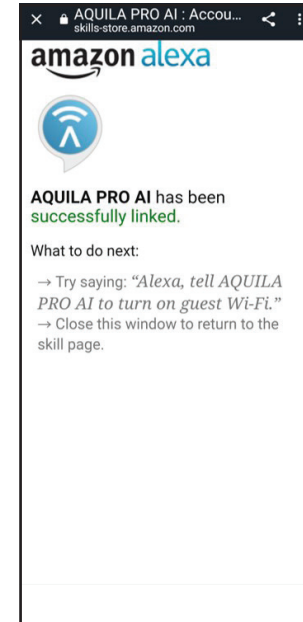 AQUILA PRO AI : Accou...
skills-store.amazon.com
amazon alexa
AQUILA PRO AI has been
successfully linked.
What to do next:
→ Try saying: “Alexa, tell AQUILA
PRO AI to turn on guest Wi-Fi.”
→ Close this window to return to the
skill page.